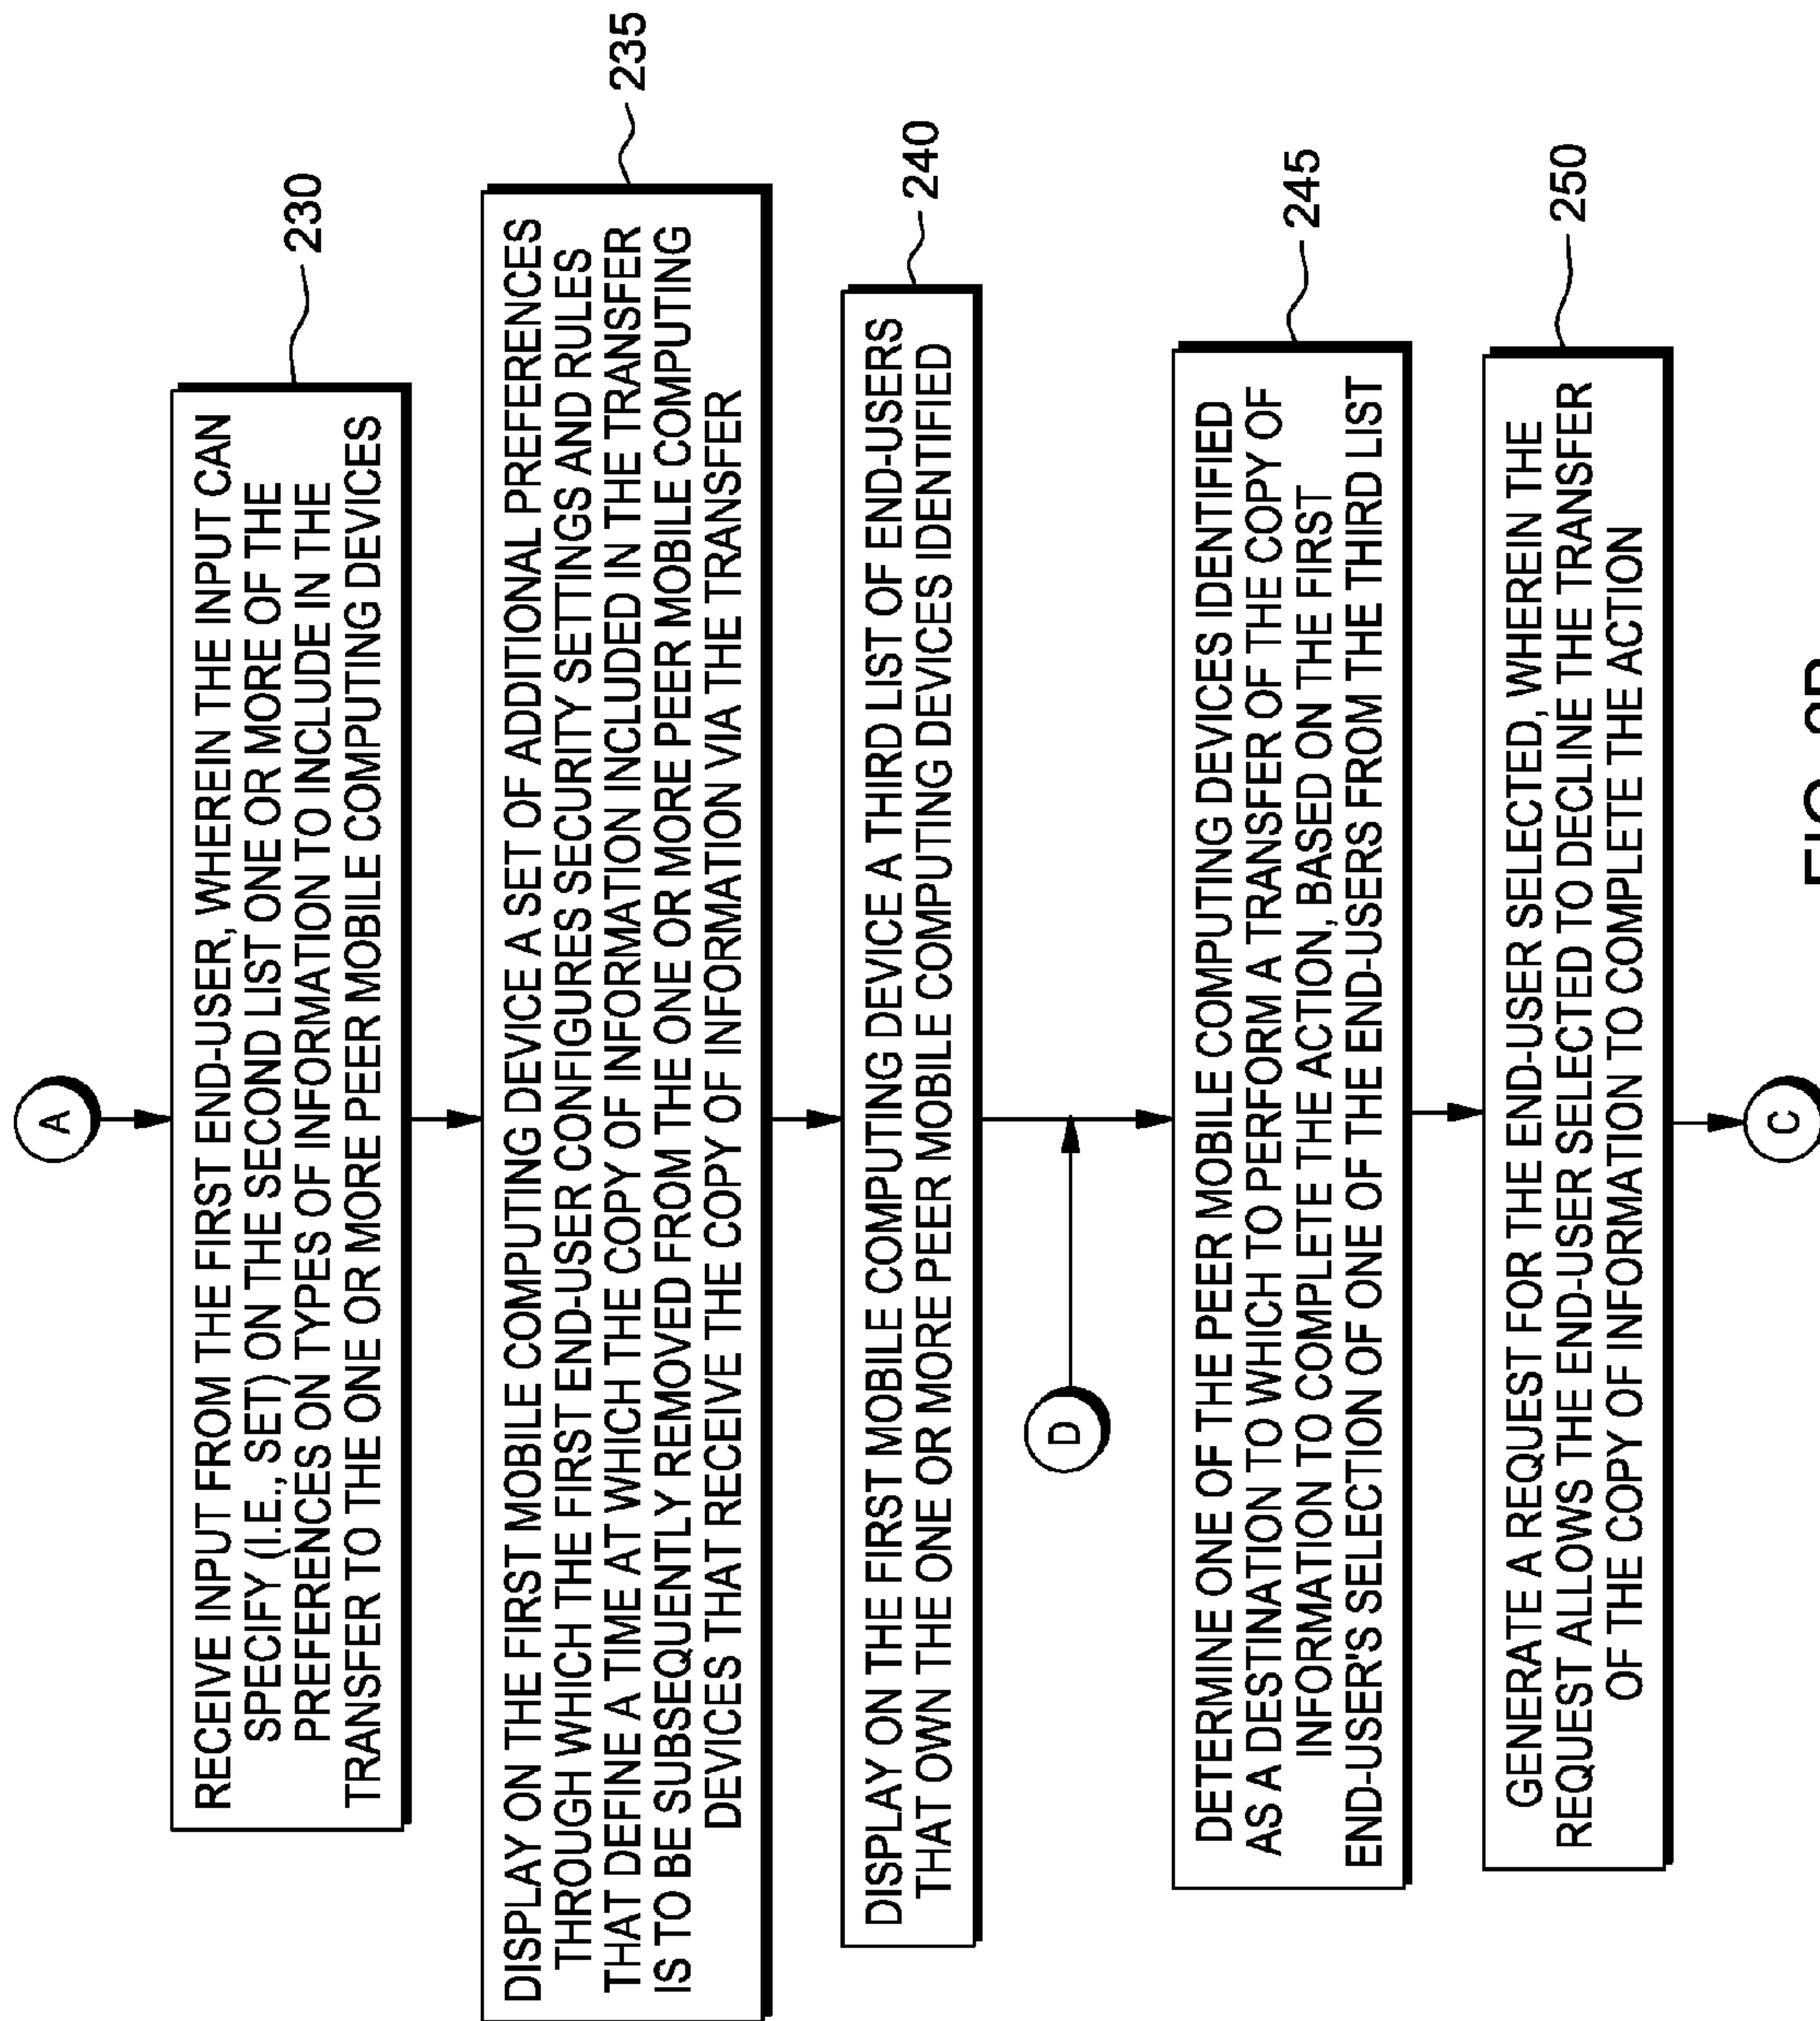 A
RECEIVE INPUT FROM THE FIRST END-USER, WHEREIN THE INPUT CAN
SPECIFY (I.E., SET) ON THE SECOND LIST ONE OR MORE OF THE
PREFERENCES ON TYPES OF INFORMATION TO INCLUDE IN THE
TRANSFER TO THE ONE OR MORE PEER MOBILE COMPUTING DEVICES
230
DISPLAY ON THE FIRST MOBILE COMPUTING DEVICE A SET OF ADDITIONAL PREFERENCES
THROUGH WHICH THE FIRST END-USER CONFIGURES SECURITY SETTINGS AND RULES
THAT DEFINE A TIME AT WHICH THE COPY OF INFORMATION INCLUDED IN THE TRANSFER
IS TO BE SUBSEQUENTLY REMOVED FROM THE ONE OR MORE PEER MOBILE COMPUTING
DEVICES THAT RECEIVE THE COPY OF INFORMATION VIA THE TRANSFER
235
DISPLAY ON THE FIRST MOBILE COMPUTING DEVICE A THIRD LIST OF END-USERS
THAT OWN THE ONE OR MORE PEER MOBILE COMPUTING DEVICES IDENTIFIED
240
D
DETERMINE ONE OF THE PEER MOBILE COMPUTING DEVICES IDENTIFIED
AS A DESTINATION TO WHICH TO PERFORM A TRANSFER OF THE COPY OF
INFORMATION TO COMPLETE THE ACTION, BASED ON THE FIRST
END-USER'S SELECTION OF ONE OF THE END-USERS FROM THE THIRD LIST
245
GENERATE A REQUEST FOR THE END-USER SELECTED, WHEREIN THE
REQUEST ALLOWS THE END-USER SELECTED TO DECLINE THE TRANSFER
OF THE COPY OF INFORMATION TO COMPLETE THE ACTION
250
C